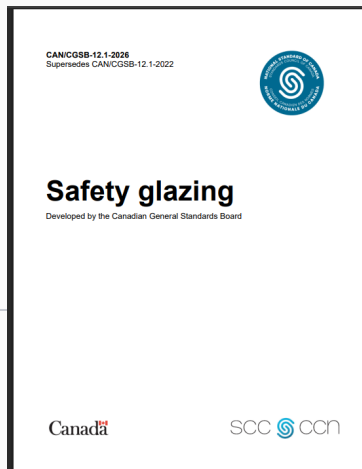 CAN/CGSB-12.1-2026
Supersedes CAN/CGSB-12.1-2022
NATIONAL STANDARD OF CANADA
NORME NATIONALE DU CANADA
Safety glazing
Developed by the Canadian General Standards Board
Canada
SCC CCN